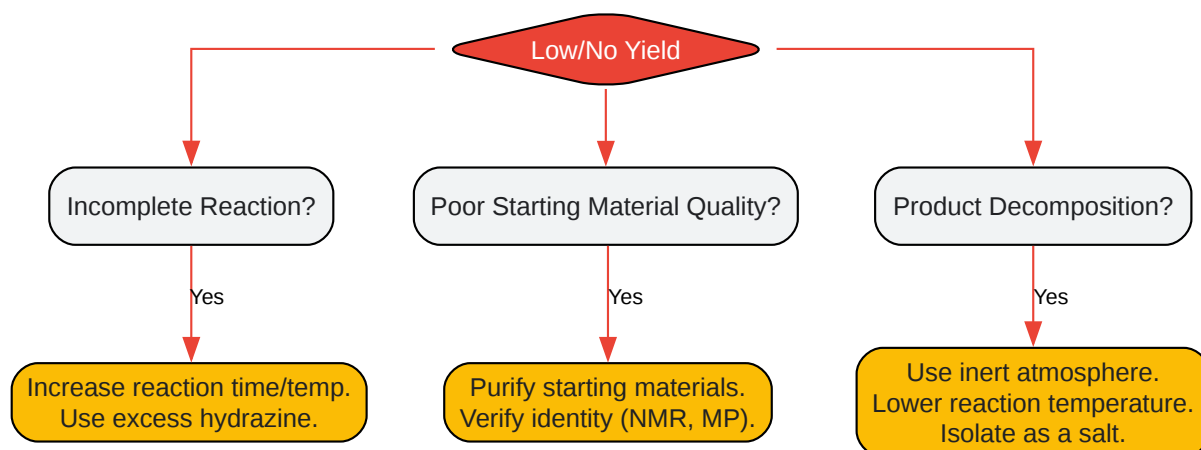 Low/No Yield
Incomplete Reaction?
Poor Starting Material Quality?
Product Decomposition?
Yes
Yes
Yes
Increase reaction time/temp.
Use excess hydrazine.
Purify starting materials.
Verify identity (NMR, MP).
Use inert atmosphere.
Lower reaction temperature.
Isolate as a salt.